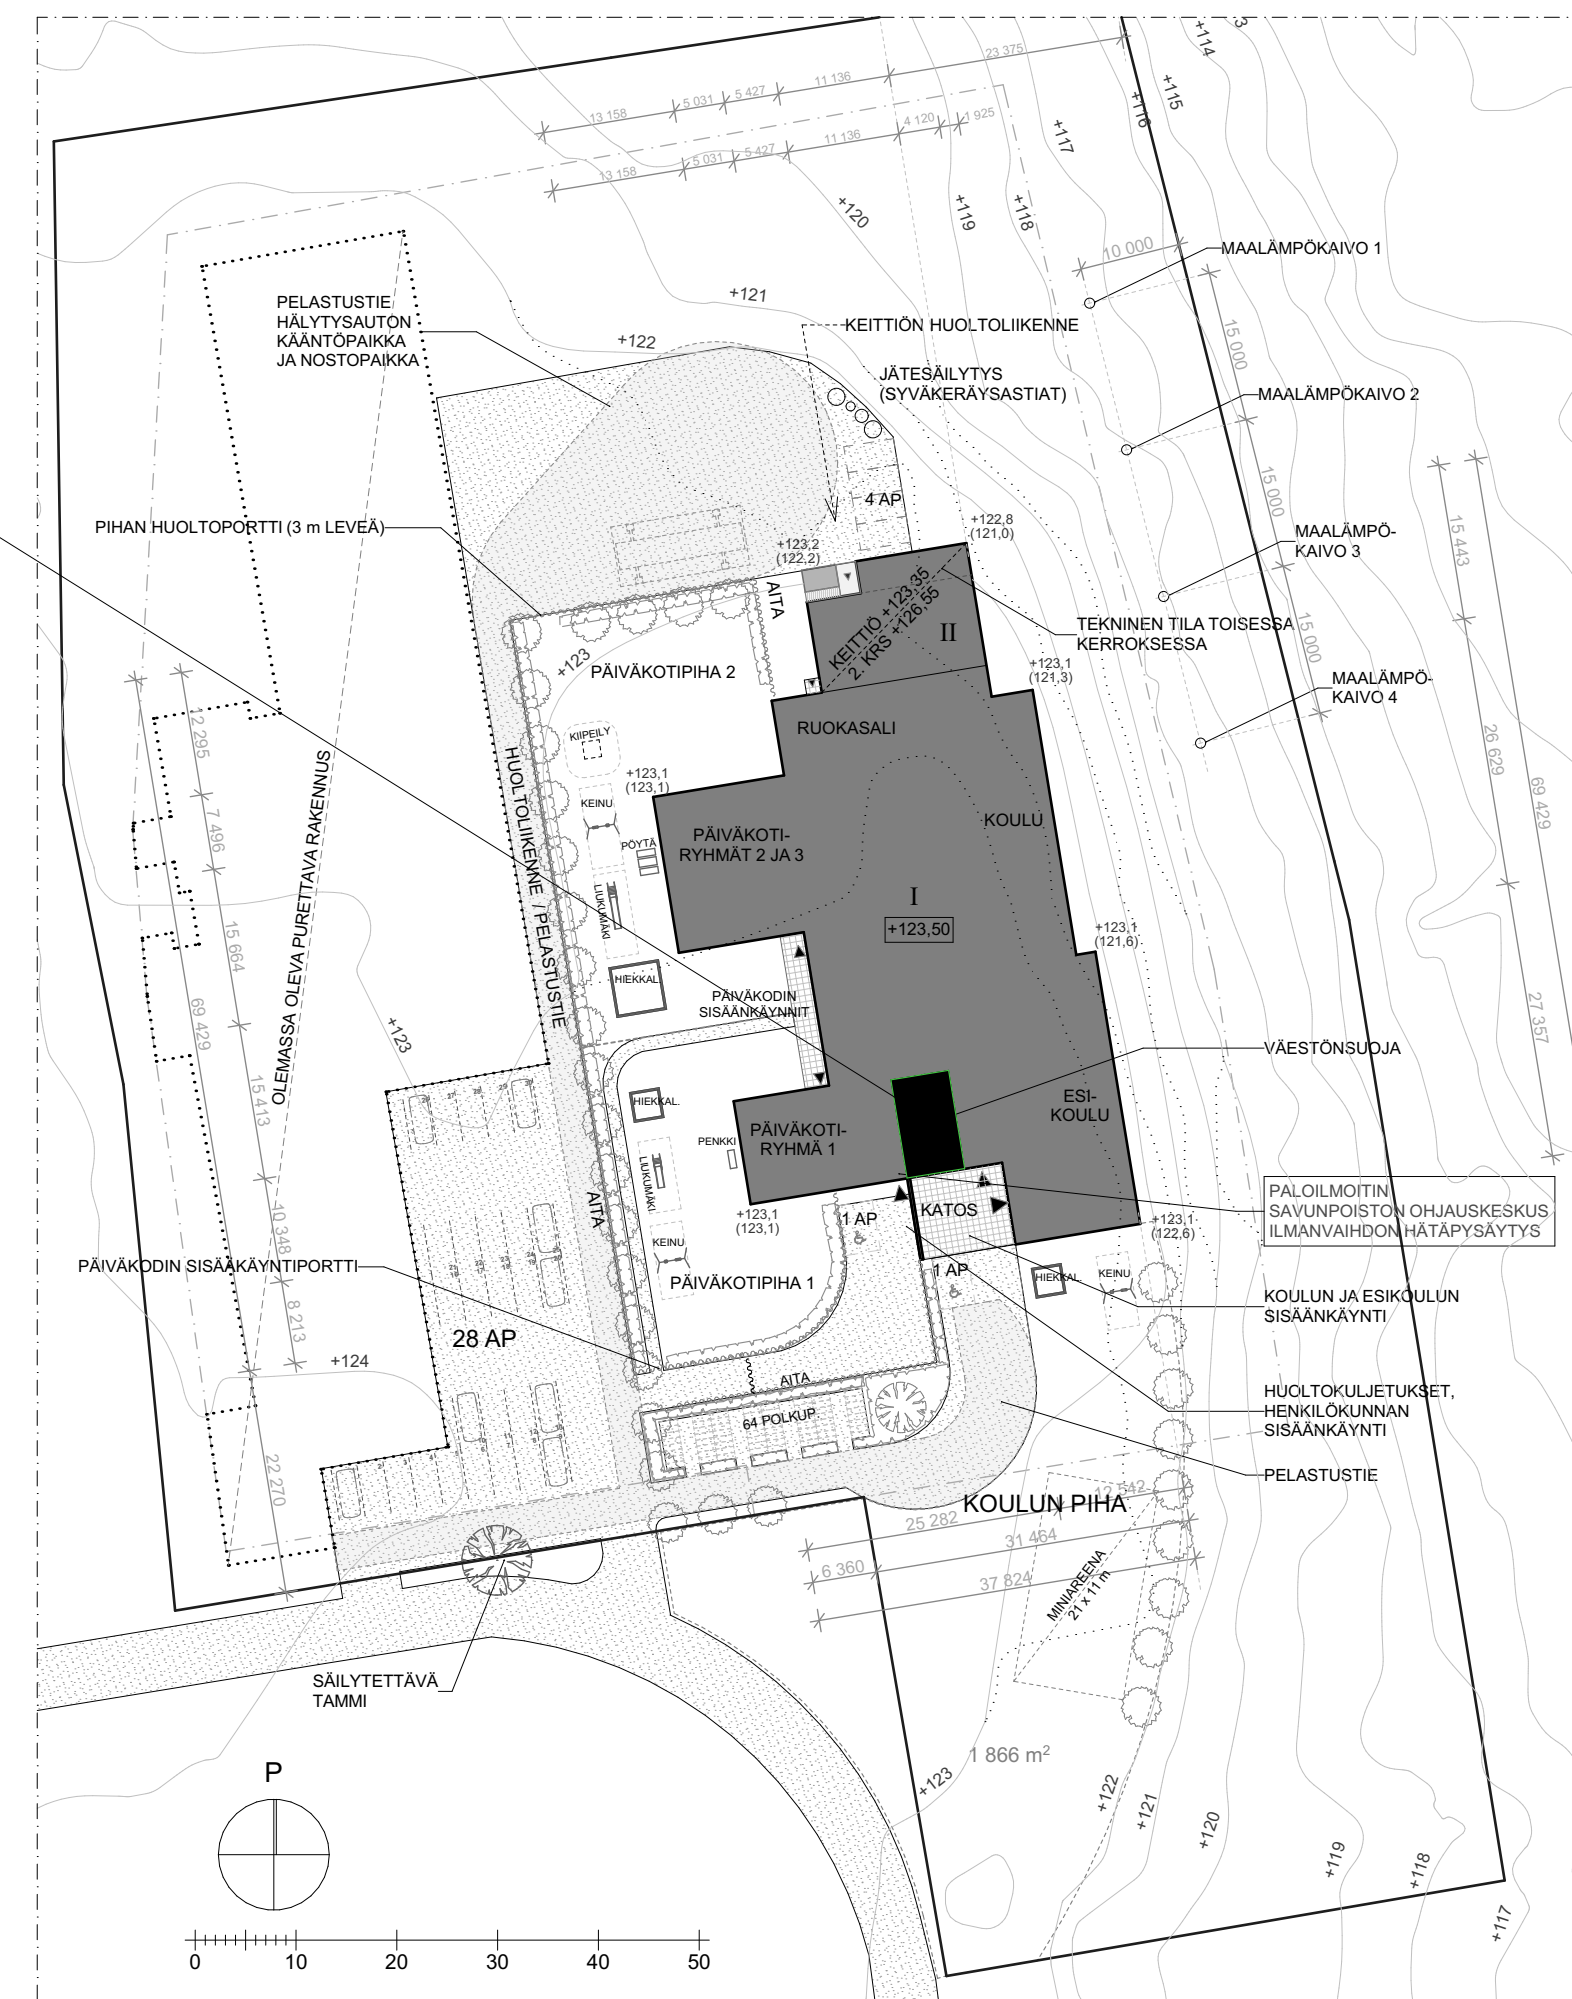 +114
+115
+116
+117
23 375
11 136
5 427
5 031
13 158
1 925
4 120
11 136
5 427
5 031
13 158
+120
+119
+118
10 000
MAALÄMPÖKAIVO 1
+121
+122
PELASTUSTIE
HÄLYTYSAUTON
KÄÄNTÖPAIKKA
JA NOSTOPAIKKA
KEITTIÖN HUOLTOLIIKENNE
JÄTESÄILYTYS
(SYVÄKERÄYSASTIAT)
15 000
MAALÄMPÖKAIVO 2
15 000
4 AP
PIHAN HUOLTOPORTTI (3 m LEVEÄ)
+123,2
(122,2)
+122,8
(121,0)
MAALÄMPÖ-
KAIVO 3
15 443
AITA
KEITTIÖ +123,35
2. KRS +126,55
II
TEKNINEN TILA TOISESSA
KERROKSESSA
15 000
+123
PÄIVÄKOTIPIHA 2
+123,1
(121,3)
MAALÄMPÖ-
KAIVO 4
12 295
RUOKASALI
KIIPEILY
26 629
69 429
+123,1
(123,1)
KEINU
7 496
OLEMASSA OLEVA PURETTAVA RAKENNUS
HUOLTOLIIKENNE / PELASTUSTIE
PÖYTÄ
PÄIVÄKOTI-
RYHMÄT 2 JA 3
KOULU
LIUKUMÄKI
I
+123,50
+123,1
(121,6)
15 664
69 429
HIEKKAL.
PÄIVÄKODIN
SISÄÄNKÄYNNIT
+123
27 357
VÄESTÖNSUOJA
15 413
HIEKKAL.
ESI-
KOULU
PENKKI
PÄIVÄKOTI-
RYHMÄ 1
LIUKUMÄKI
AITA
10 348
+123,1
(123,1)
1 AP
KATOS
+123,1
(122,6)
PALOILMOITIN
SAVUNPOISTON OHJAUSKESKUS
ILMANVAIHDON HÄTÄPYSÄYTYS
KEINU
PÄIVÄKODIN SISÄÄKÄYNTIPORTTI
PÄIVÄKOTIPIHA 1
1 AP
HIEKKAL.
KEINU
KOULUN JA ESIKOULUN
SISÄÄNKÄYNTI
8 213
28 AP
+124
AITA
64 POLKUP.
HUOLTOKULJETUKSET,
HENKILÖKUNNAN
SISÄÄNKÄYNTI
22 270
PELASTUSTIE
KOULUN PIHA
12 542
25 282
31 464
6 360
37 824
MINIAREENA
21 x 11 m
SÄILYTETTÄVÄ
TAMMI
1 866 m²
+123
+122
+121
+120
+119
+118
+117
P
0 10 20 30 40 50